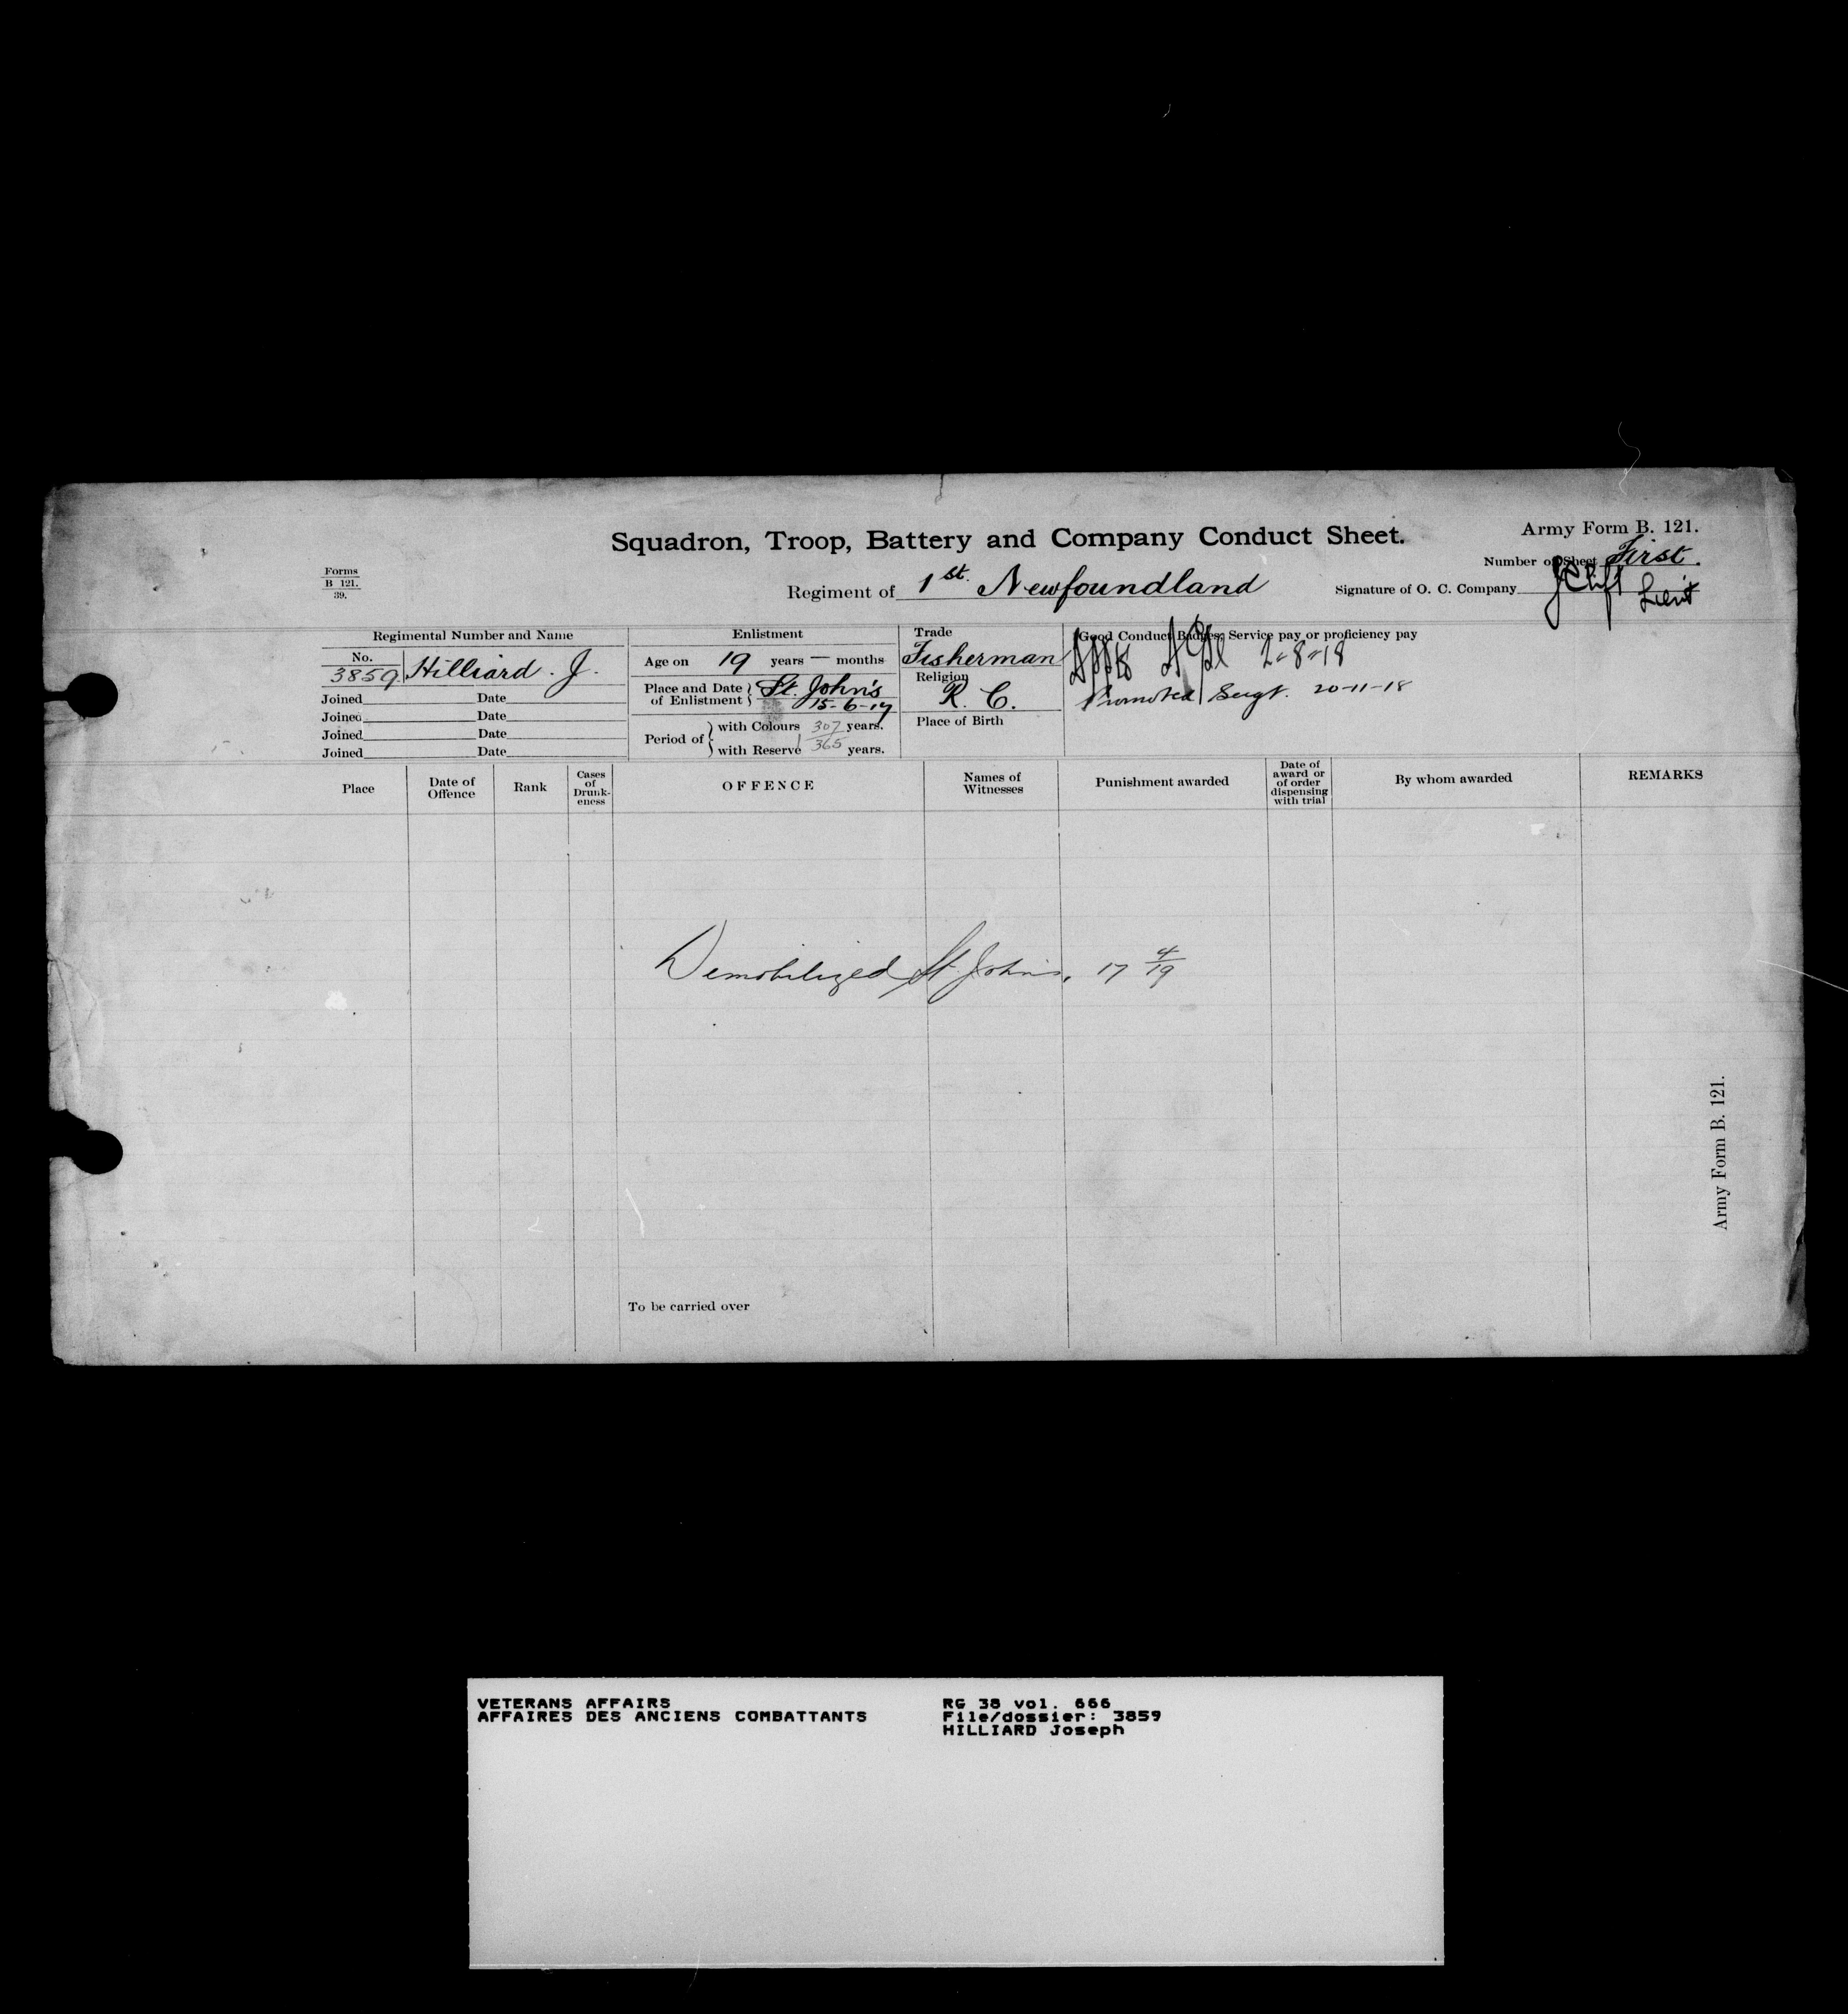 Squadron, Troop, Battery and Company Conduct Sheet.
Army Form B. 121.
Forms
B 121.
39.
Number of Sheet First.
Regiment of 1st. Newfoundland
Signature of O. C. Company Lieut
Regimental Number and Name
Enlistment
Trade
Good Conduct Badges, Service pay or proficiency pay
No.
3859 Hilliard. J.
Age on 19 years — months
Fisherman
2-8-18
Religion
R. C.
Place and Date of Enlistment St. John's
15-6-17
Promoted Sergt. 20-11-18
Joined Date
Joined Date
Joined Date
Joined Date
Place of Birth
Period of with Colours 307 years.
with Reserve 365 years.
Place
Date of Offence
Rank
Cases of Drunk-eness
OFFENCE
Names of Witnesses
Punishment awarded
Date of award or of order dispensing with trial
By whom awarded
REMARKS
Demobilized St. John's, 17 4/19
To be carried over
Army Form B. 121.
VETERANS AFFAIRS
AFFAIRES DES ANCIENS COMBATTANTS
RG 38 vol. 666
File/dossier: 3859
HILLIARD Joseph